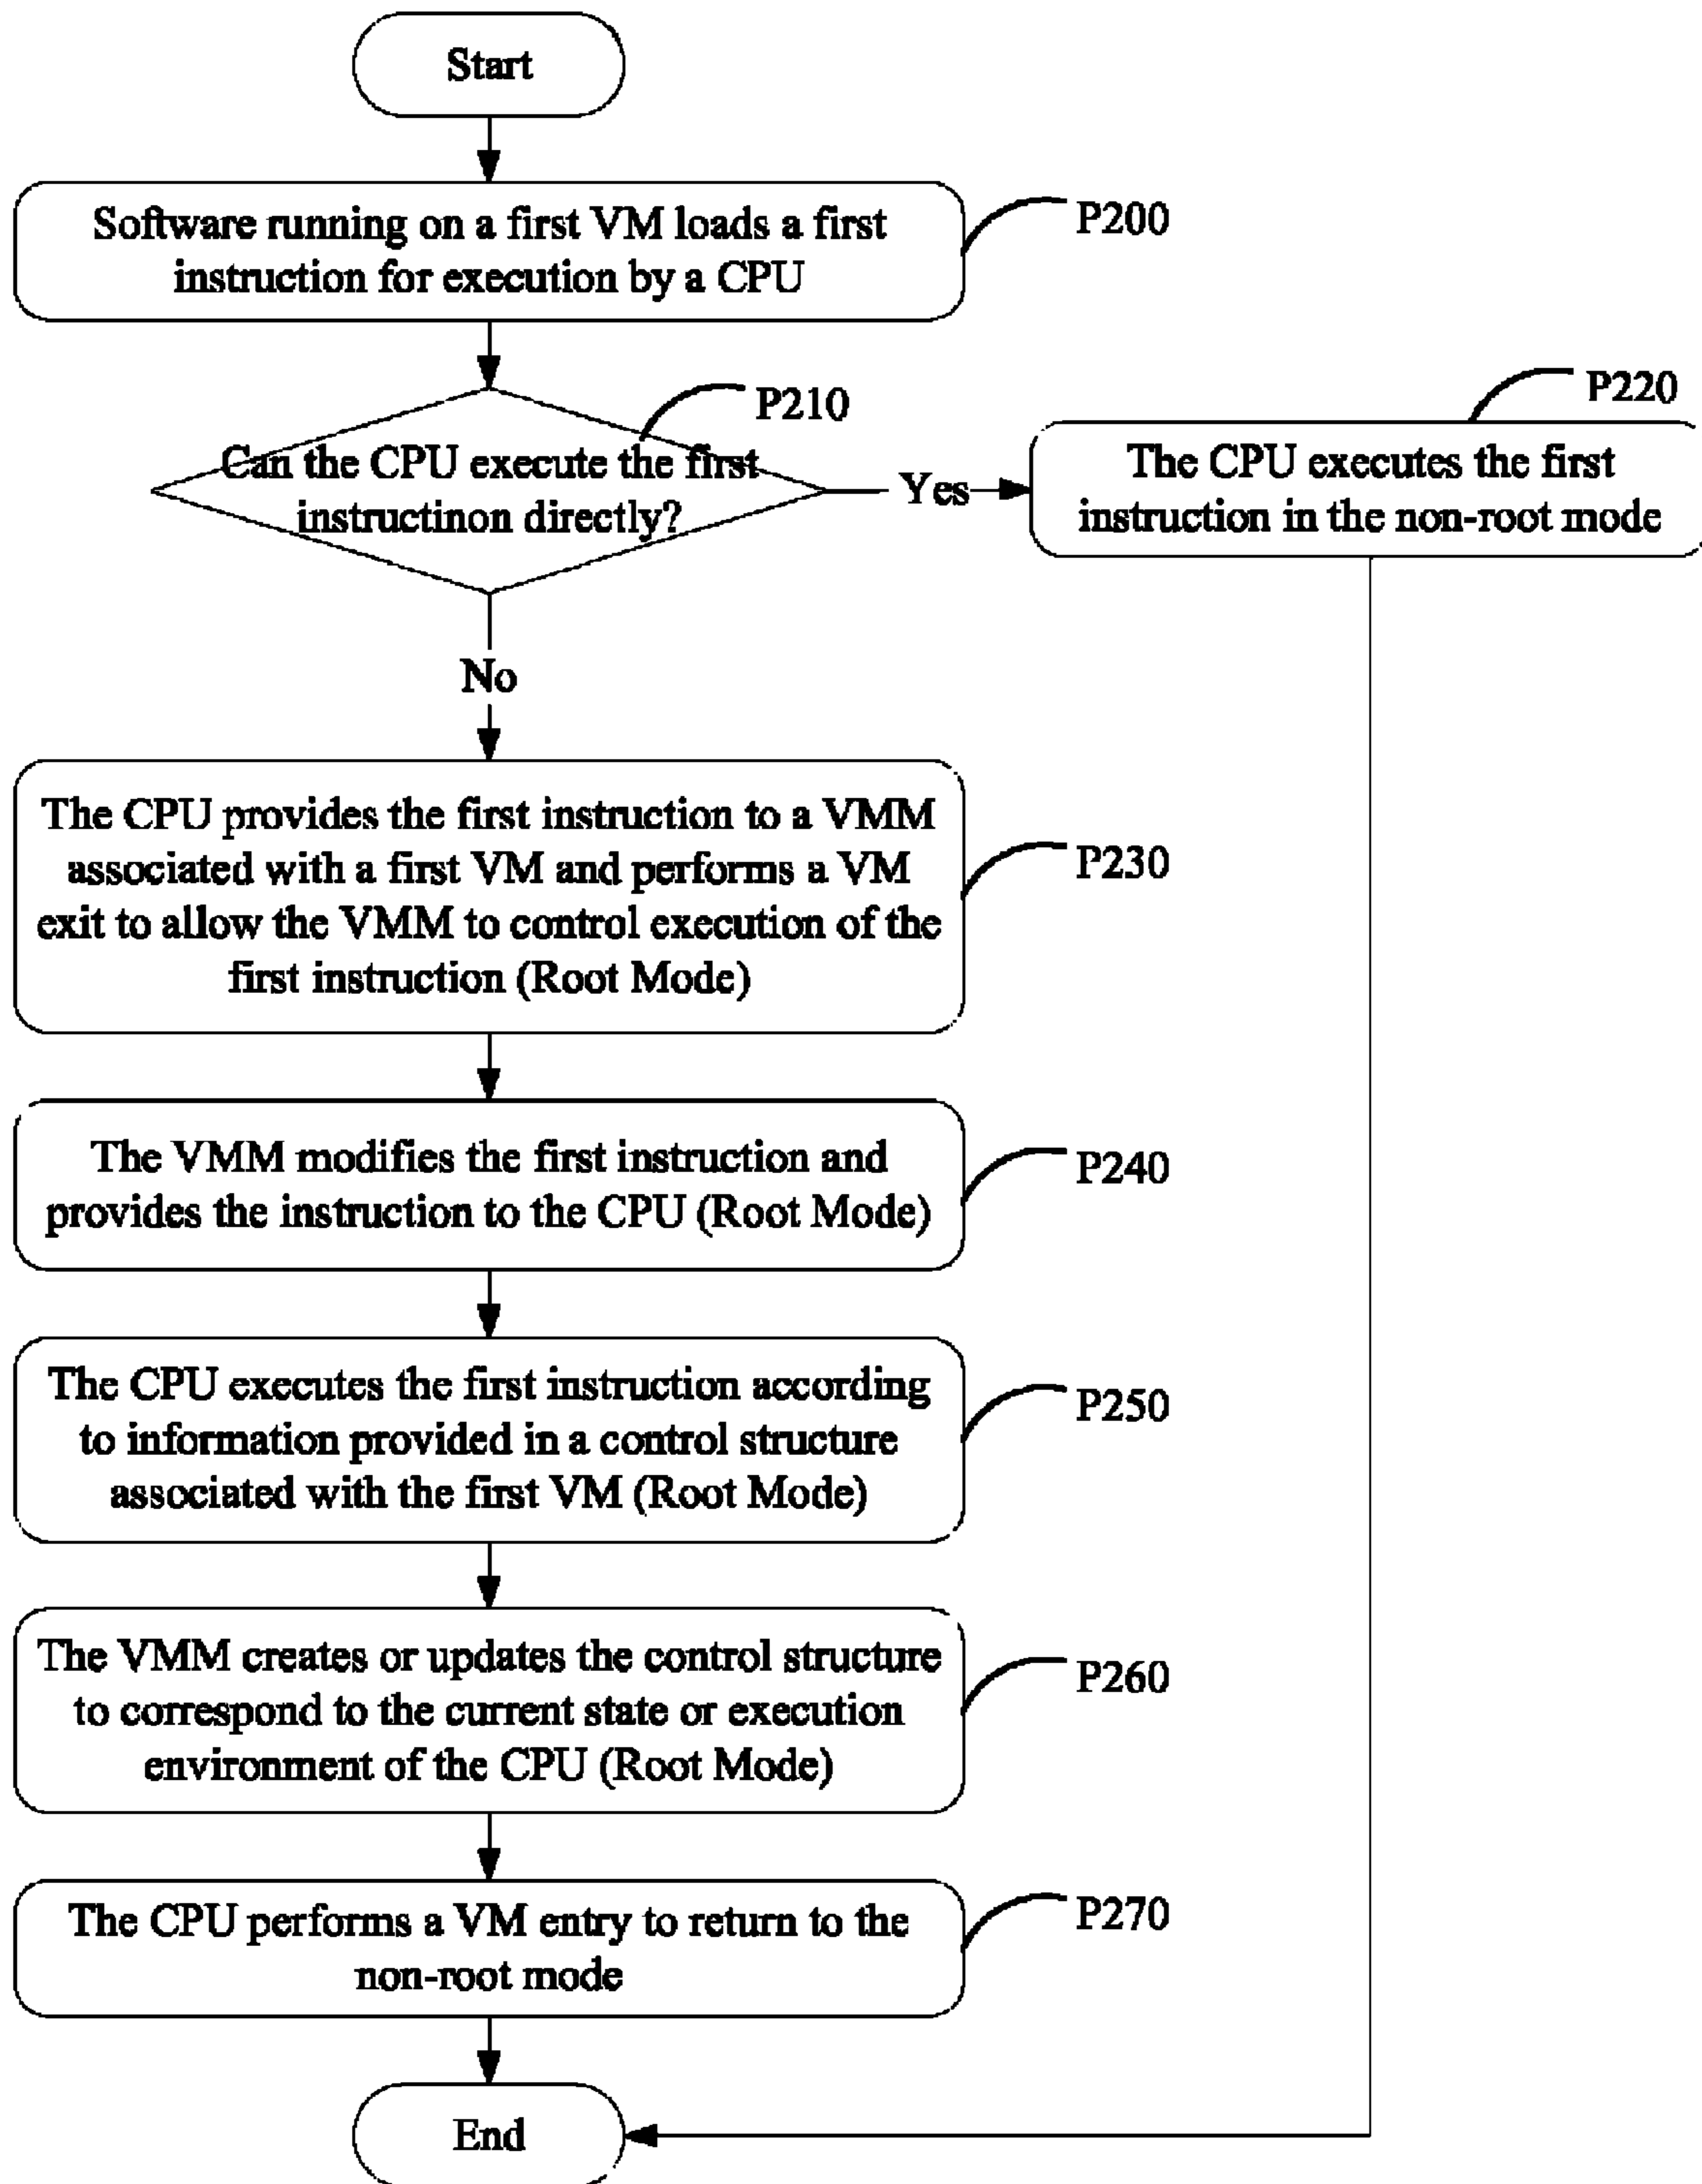 Start
Software running on a first VM loads a first
instruction for execution by a CPU
P200
P210
Can the CPU execute the first
instructinon directly?
Yes
P220
The CPU executes the first
instruction in the non-root mode
No
The CPU provides the first instruction to a VMM
associated with a first VM and performs a VM
exit to allow the VMM to control execution of the
first instruction (Root Mode)
P230
The VMM modifies the first instruction and
provides the instruction to the CPU (Root Mode)
P240
The CPU executes the first instruction according
to information provided in a control structure
associated with the first VM (Root Mode)
P250
The VMM creates or updates the control structure
to correspond to the current state or execution
environment of the CPU (Root Mode)
P260
The CPU performs a VM entry to return to the
non-root mode
P270
End